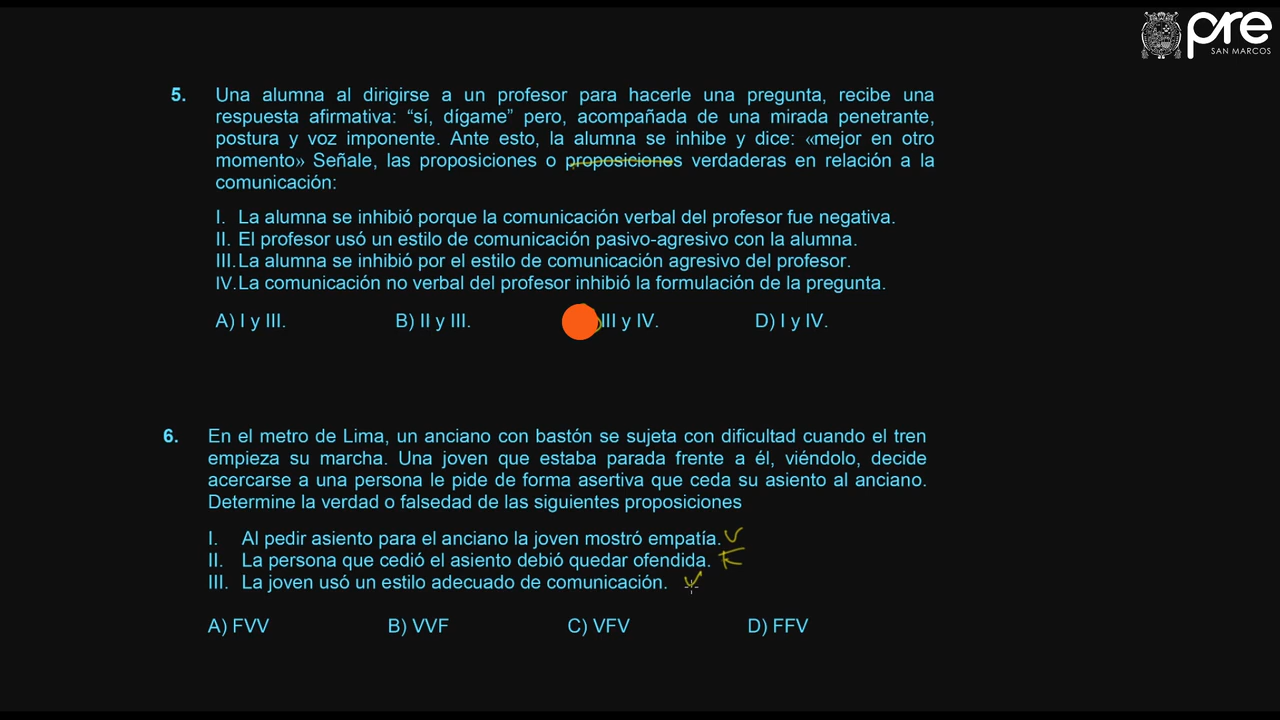 pre
SAN MARCOS
5. Una alumna al dirigirse a un profesor para hacerle una pregunta, recibe una
respuesta afirmativa: “sí, dígame” pero, acompañada de una mirada penetrante,
postura y voz imponente. Ante esto, la alumna se inhibe y dice: «mejor en otro
momento» Señale, las proposiciones o proposiciones verdaderas en relación a la
comunicación:
I. La alumna se inhibió porque la comunicación verbal del profesor fue negativa.
II. El profesor usó un estilo de comunicación pasivo-agresivo con la alumna.
III. La alumna se inhibió por el estilo de comunicación agresivo del profesor.
IV. La comunicación no verbal del profesor inhibió la formulación de la pregunta.
A) I y III. B) II y III. III y IV. D) I y IV.
6. En el metro de Lima, un anciano con bastón se sujeta con dificultad cuando el tren
empieza su marcha. Una joven que estaba parada frente a él, viéndolo, decide
acercarse a una persona le pide de forma asertiva que ceda su asiento al anciano.
Determine la verdad o falsedad de las siguientes proposiciones
I. Al pedir asiento para el anciano la joven mostró empatía. V
II. La persona que cedió el asiento debió quedar ofendida. F
III. La joven usó un estilo adecuado de comunicación. V
A) FVV B) VVF C) VFV D) FFV